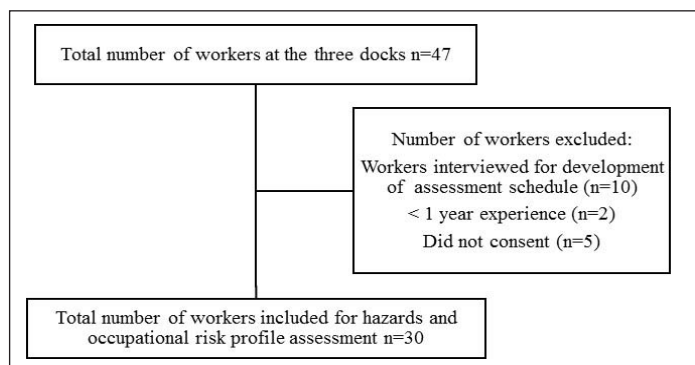 Total number of workers at the three docks n=47
Number of workers excluded:
Workers interviewed for development
of assessment schedule (n=10)
< 1 year experience (n=2)
Did not consent (n=5)
Total number of workers included for hazards and
occupational risk profile assessment n=30